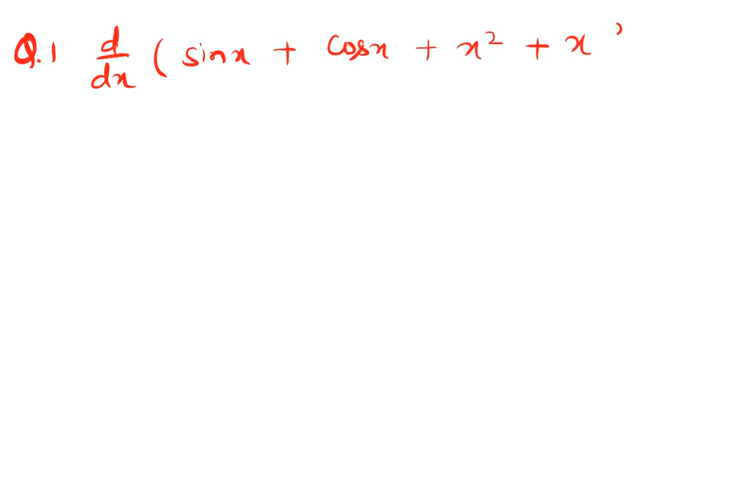 Q.1 d/dx ( sinx + cosx + x² + x )